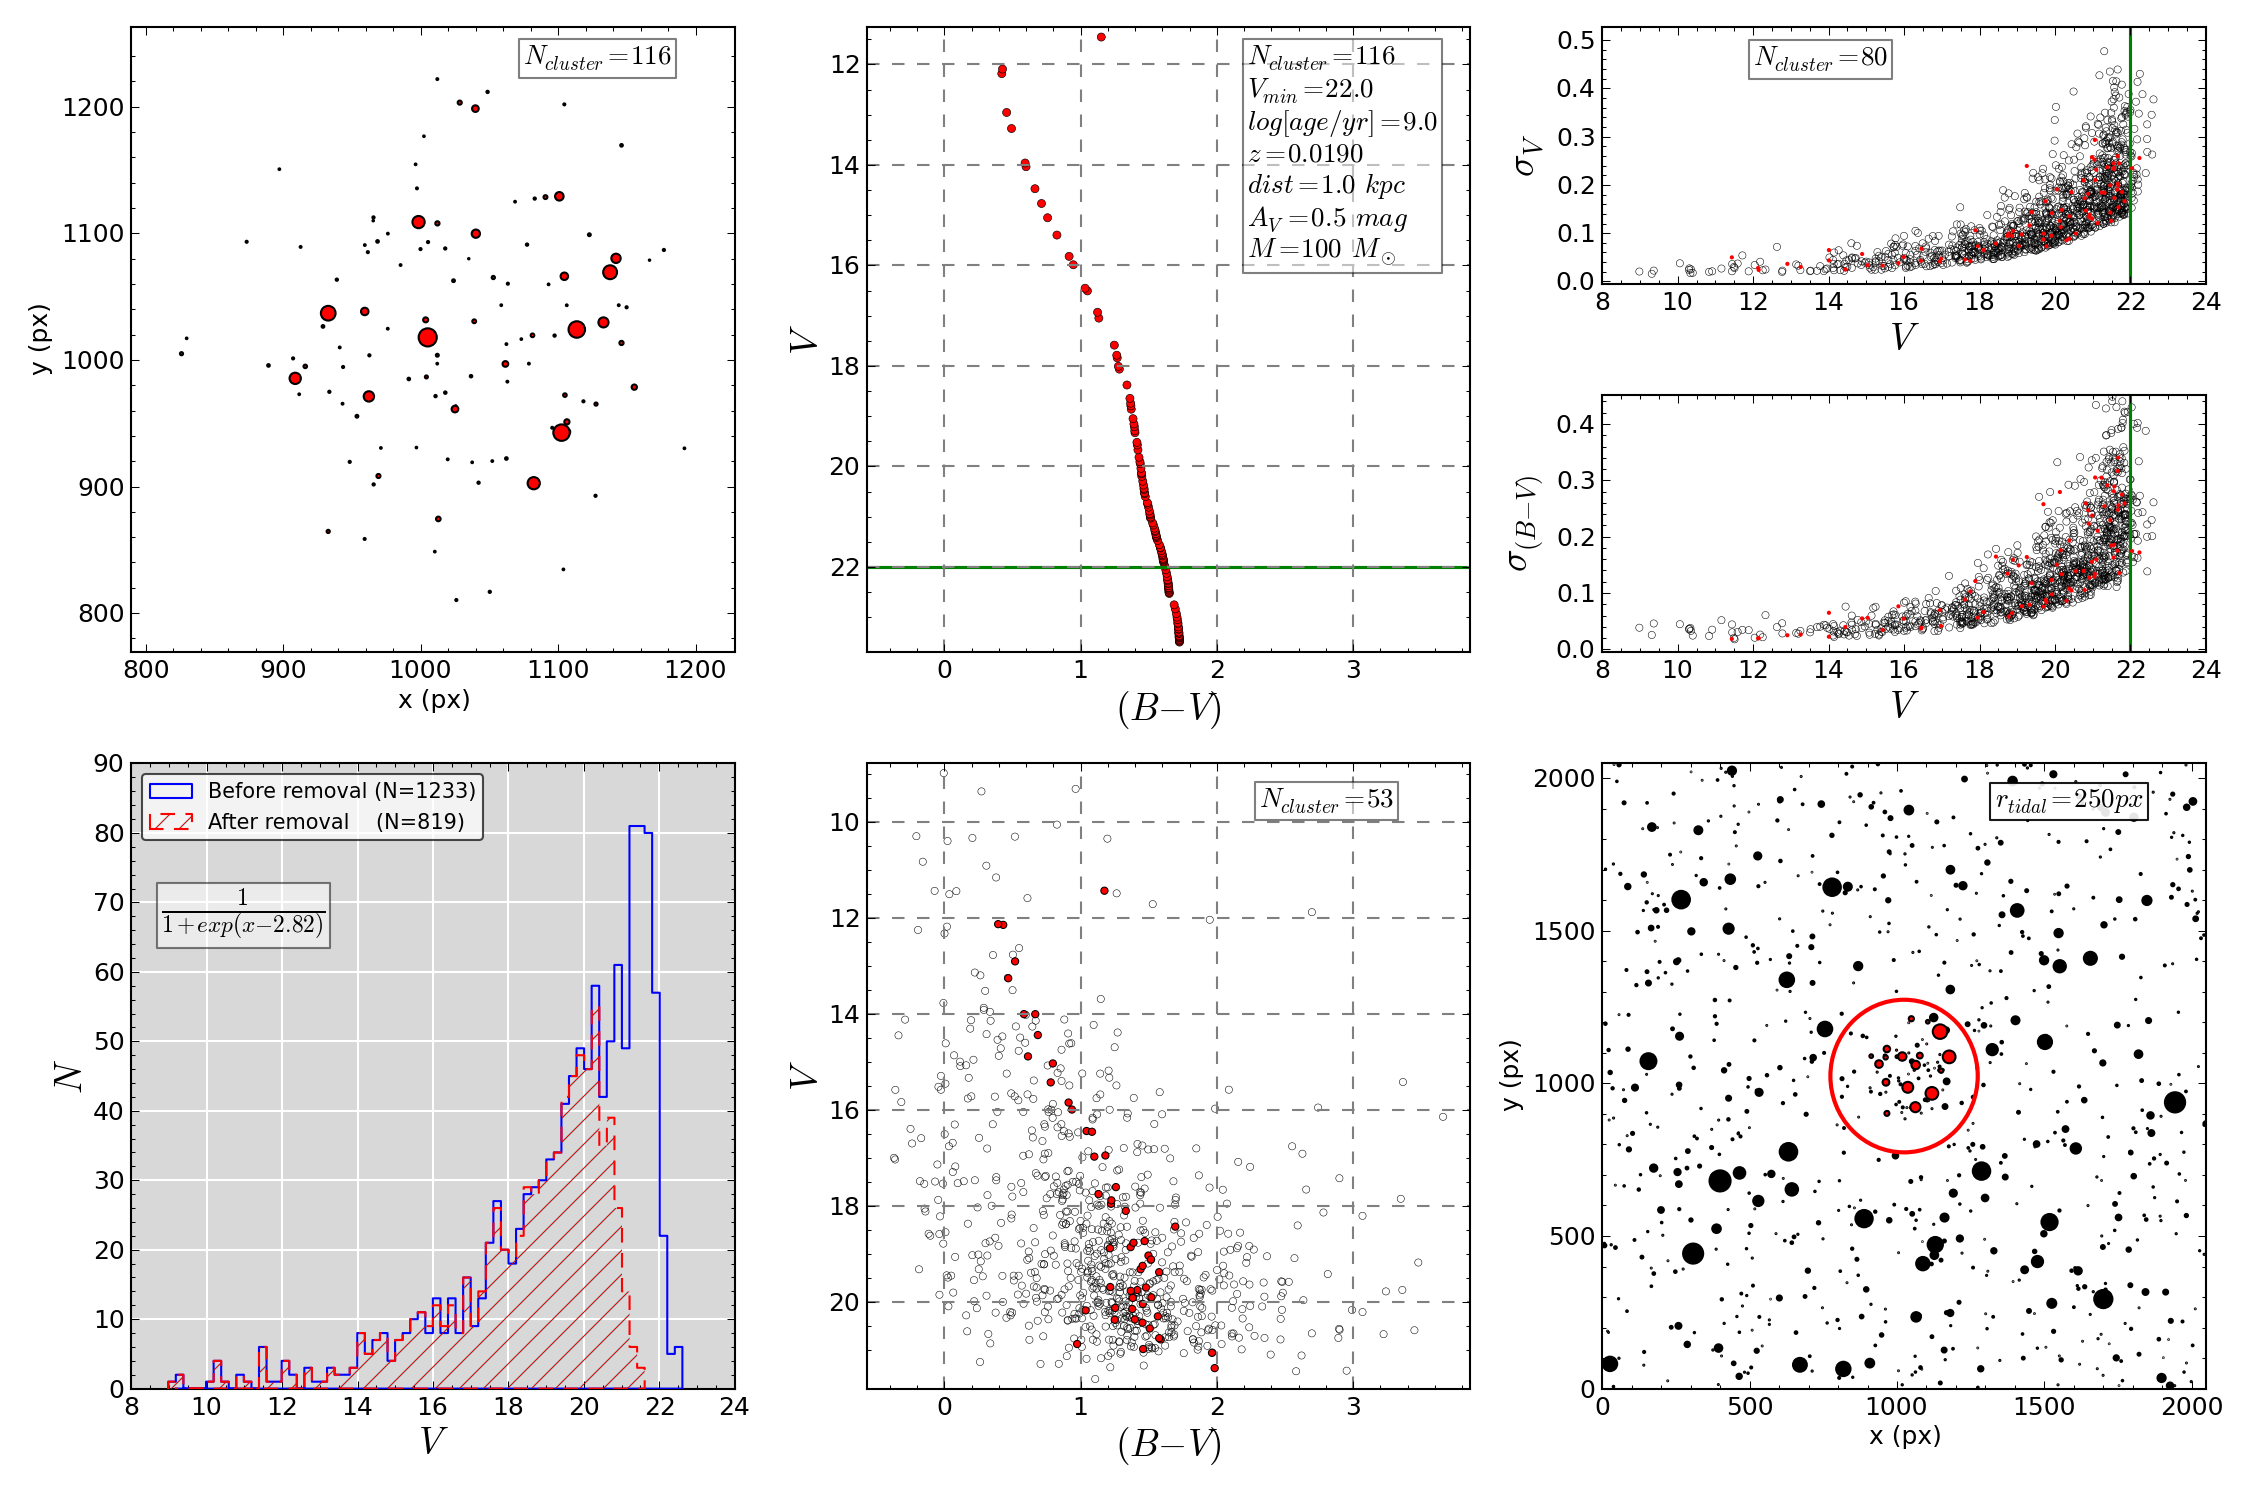 N_cluster=116
1200
1100
1000
900
800
y (px)
800 900 1000 1100 1200
x (px)
N_cluster=116
V_min=22.0
log[age/yr]=9.0
z=0.0190
dist=1.0 kpc
A_V=0.5 mag
M=100 M_⊙
12
14
16
18
20
22
V
0 1 2 3
(B−V)
N_cluster=80
0.5
0.4
0.3
0.2
0.1
0.0
σ_V
8 10 12 14 16 18 20 22 24
V
0.4
0.3
0.2
0.1
0.0
σ_(B−V)
8 10 12 14 16 18 20 22 24
V
Before removal (N=1233)
After removal (N=819)
1
1+exp(x−2.82)
90
80
70
60
50
40
30
20
10
0
N
8 10 12 14 16 18 20 22 24
V
N_cluster=53
10
12
14
16
18
20
V
0 1 2 3
(B−V)
r_tidal=250px
2000
1500
1000
500
0
y (px)
0 500 1000 1500 2000
x (px)